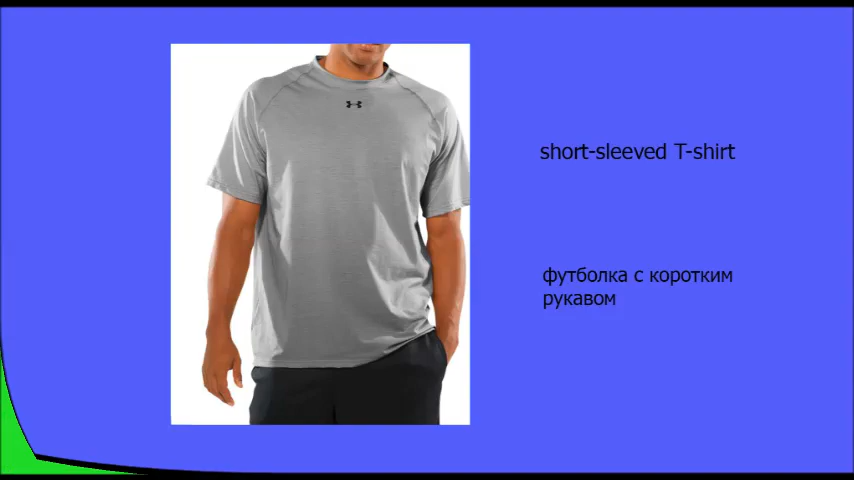 short-sleeved T-shirt
футболка с коротким
рукавом